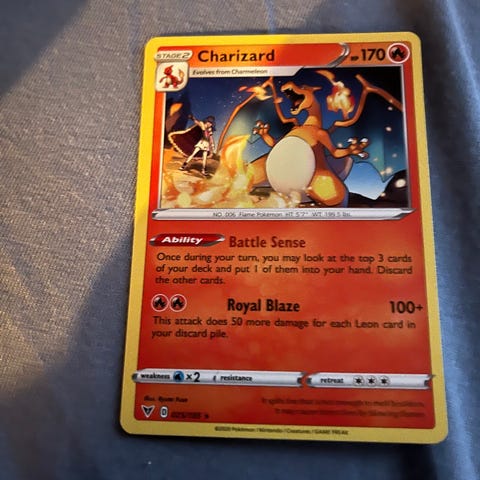 STAGE 2 Charizard HP 170
Evolves from Charmeleon
NO. 006 Flame Pokémon HT: 5'7" WT: 199.5 lbs.
Ability Battle Sense
Once during your turn, you may look at the top 3 cards
of your deck and put 1 of them into your hand. Discard
the other cards.
Royal Blaze 100+
This attack does 50 more damage for each Leon card in
your discard pile.
weakness ×2 resistance retreat
Illus. Ryuta Fuse
D 025/185 ★
©2020 Pokémon / Nintendo / Creatures / GAME FREAK